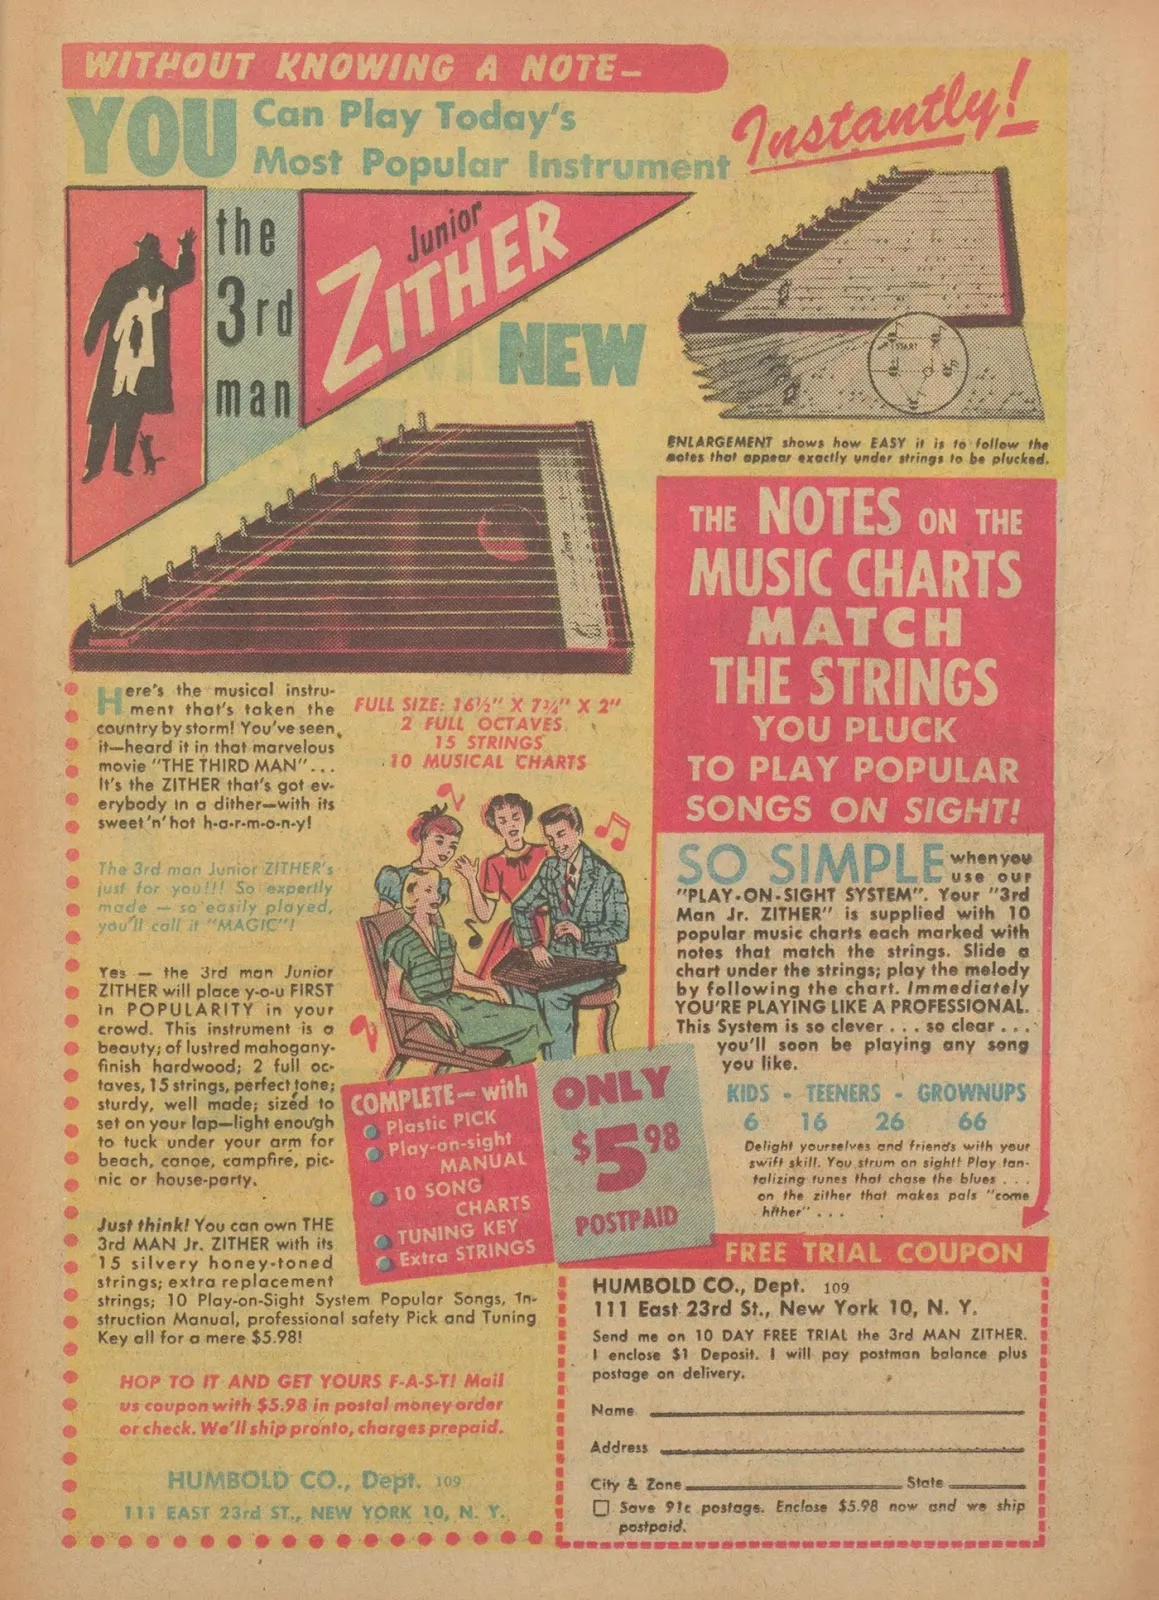 WITHOUT KNOWING A NOTE—
YOU Can Play Today's
Most Popular Instrument
Instantly!
the
3rd
man
Junior
ZITHER
NEW
START
ENLARGEMENT shows how EASY it is to follow the
notes that appear exactly under strings to be plucked.
THE NOTES ON THE
MUSIC CHARTS
MATCH
THE STRINGS
YOU PLUCK
TO PLAY POPULAR
SONGS ON SIGHT!
Here's the musical instru-
ment that's taken the
country by storm! You've seen
it—heard it in that marvelous
movie "THE THIRD MAN"...
It's the ZITHER that's got ev-
erybody in a dither—with its
sweet 'n' hot h-a-r-m-o-n-y!
The 3rd man Junior ZITHER's
just for you!!! So expertly
made — so easily played,
you'll call it "MAGIC"!
Yes — the 3rd man Junior
ZITHER will place y-o-u FIRST
in POPULARITY in your
crowd. This instrument is a
beauty; of lustred mahogany-
finish hardwood; 2 full oc-
taves, 15 strings, perfect tone;
sturdy, well made; sized to
set on your lap—light enough
to tuck under your arm for
beach, canoe, campfire, pic-
nic or house-party.
Just think! You can own THE
3rd MAN Jr. ZITHER with its
15 silvery honey-toned
strings; extra replacement
strings; 10 Play-on-Sight System Popular Songs, In-
struction Manual, professional safety Pick and Tuning
Key all for a mere $5.98!
HOP TO IT AND GET YOURS F-A-S-T! Mail
us coupon with $5.98 in postal money order
or check. We'll ship pronto, charges prepaid.
HUMBOLD CO., Dept. 109
111 EAST 23rd ST., NEW YORK 10, N. Y.
FULL SIZE: 16½" X 7¾" X 2"
2 FULL OCTAVES
15 STRINGS
10 MUSICAL CHARTS
COMPLETE—with
Plastic PICK
Play-on-sight
MANUAL
10 SONG
CHARTS
TUNING KEY
Extra STRINGS
ONLY
$5.98
POSTPAID
SO SIMPLE when you
use our
"PLAY-ON-SIGHT SYSTEM". Your "3rd
Man Jr. ZITHER" is supplied with 10
popular music charts each marked with
notes that match the strings. Slide a
chart under the strings; play the melody
by following the chart. Immediately
YOU'RE PLAYING LIKE A PROFESSIONAL.
This System is so clever . . . so clear . . .
you'll soon be playing any song
you like.
KIDS - TEENERS - GROWNUPS
6 16 26 66
Delight yourselves and friends with your
swift skill. You strum on sight! Play tan-
talizing tunes that chase the blues . . .
on the zither that makes pals "come
hither" . . .
FREE TRIAL COUPON
HUMBOLD CO., Dept. 109
111 East 23rd St., New York 10, N. Y.
Send me on 10 DAY FREE TRIAL the 3rd MAN ZITHER.
I enclose $1 Deposit. I will pay postman balance plus
postage on delivery.
Name
Address
City & Zone State
Save 91c postage. Enclose $5.98 now and we ship
postpaid.